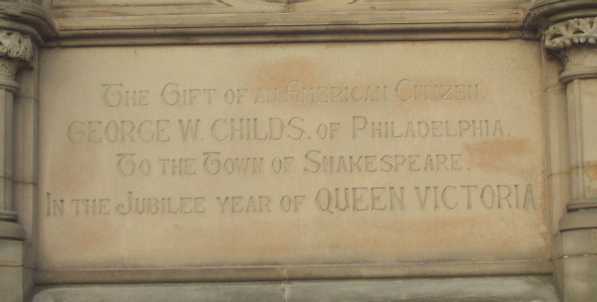 The Gift of an American Citizen.
GEORGE W. CHILDS. of Philadelphia.
To the Town of Shakespeare.
In the Jubilee year of QUEEN VICTORIA